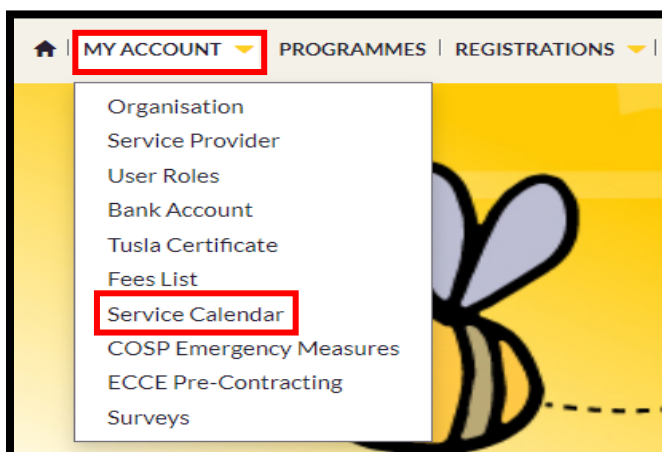 MY ACCOUNT PROGRAMMES REGISTRATIONS
Organisation
Service Provider
User Roles
Bank Account
Tusla Certificate
Fees List
Service Calendar
COSP Emergency Measures
ECCE Pre-Contracting
Surveys